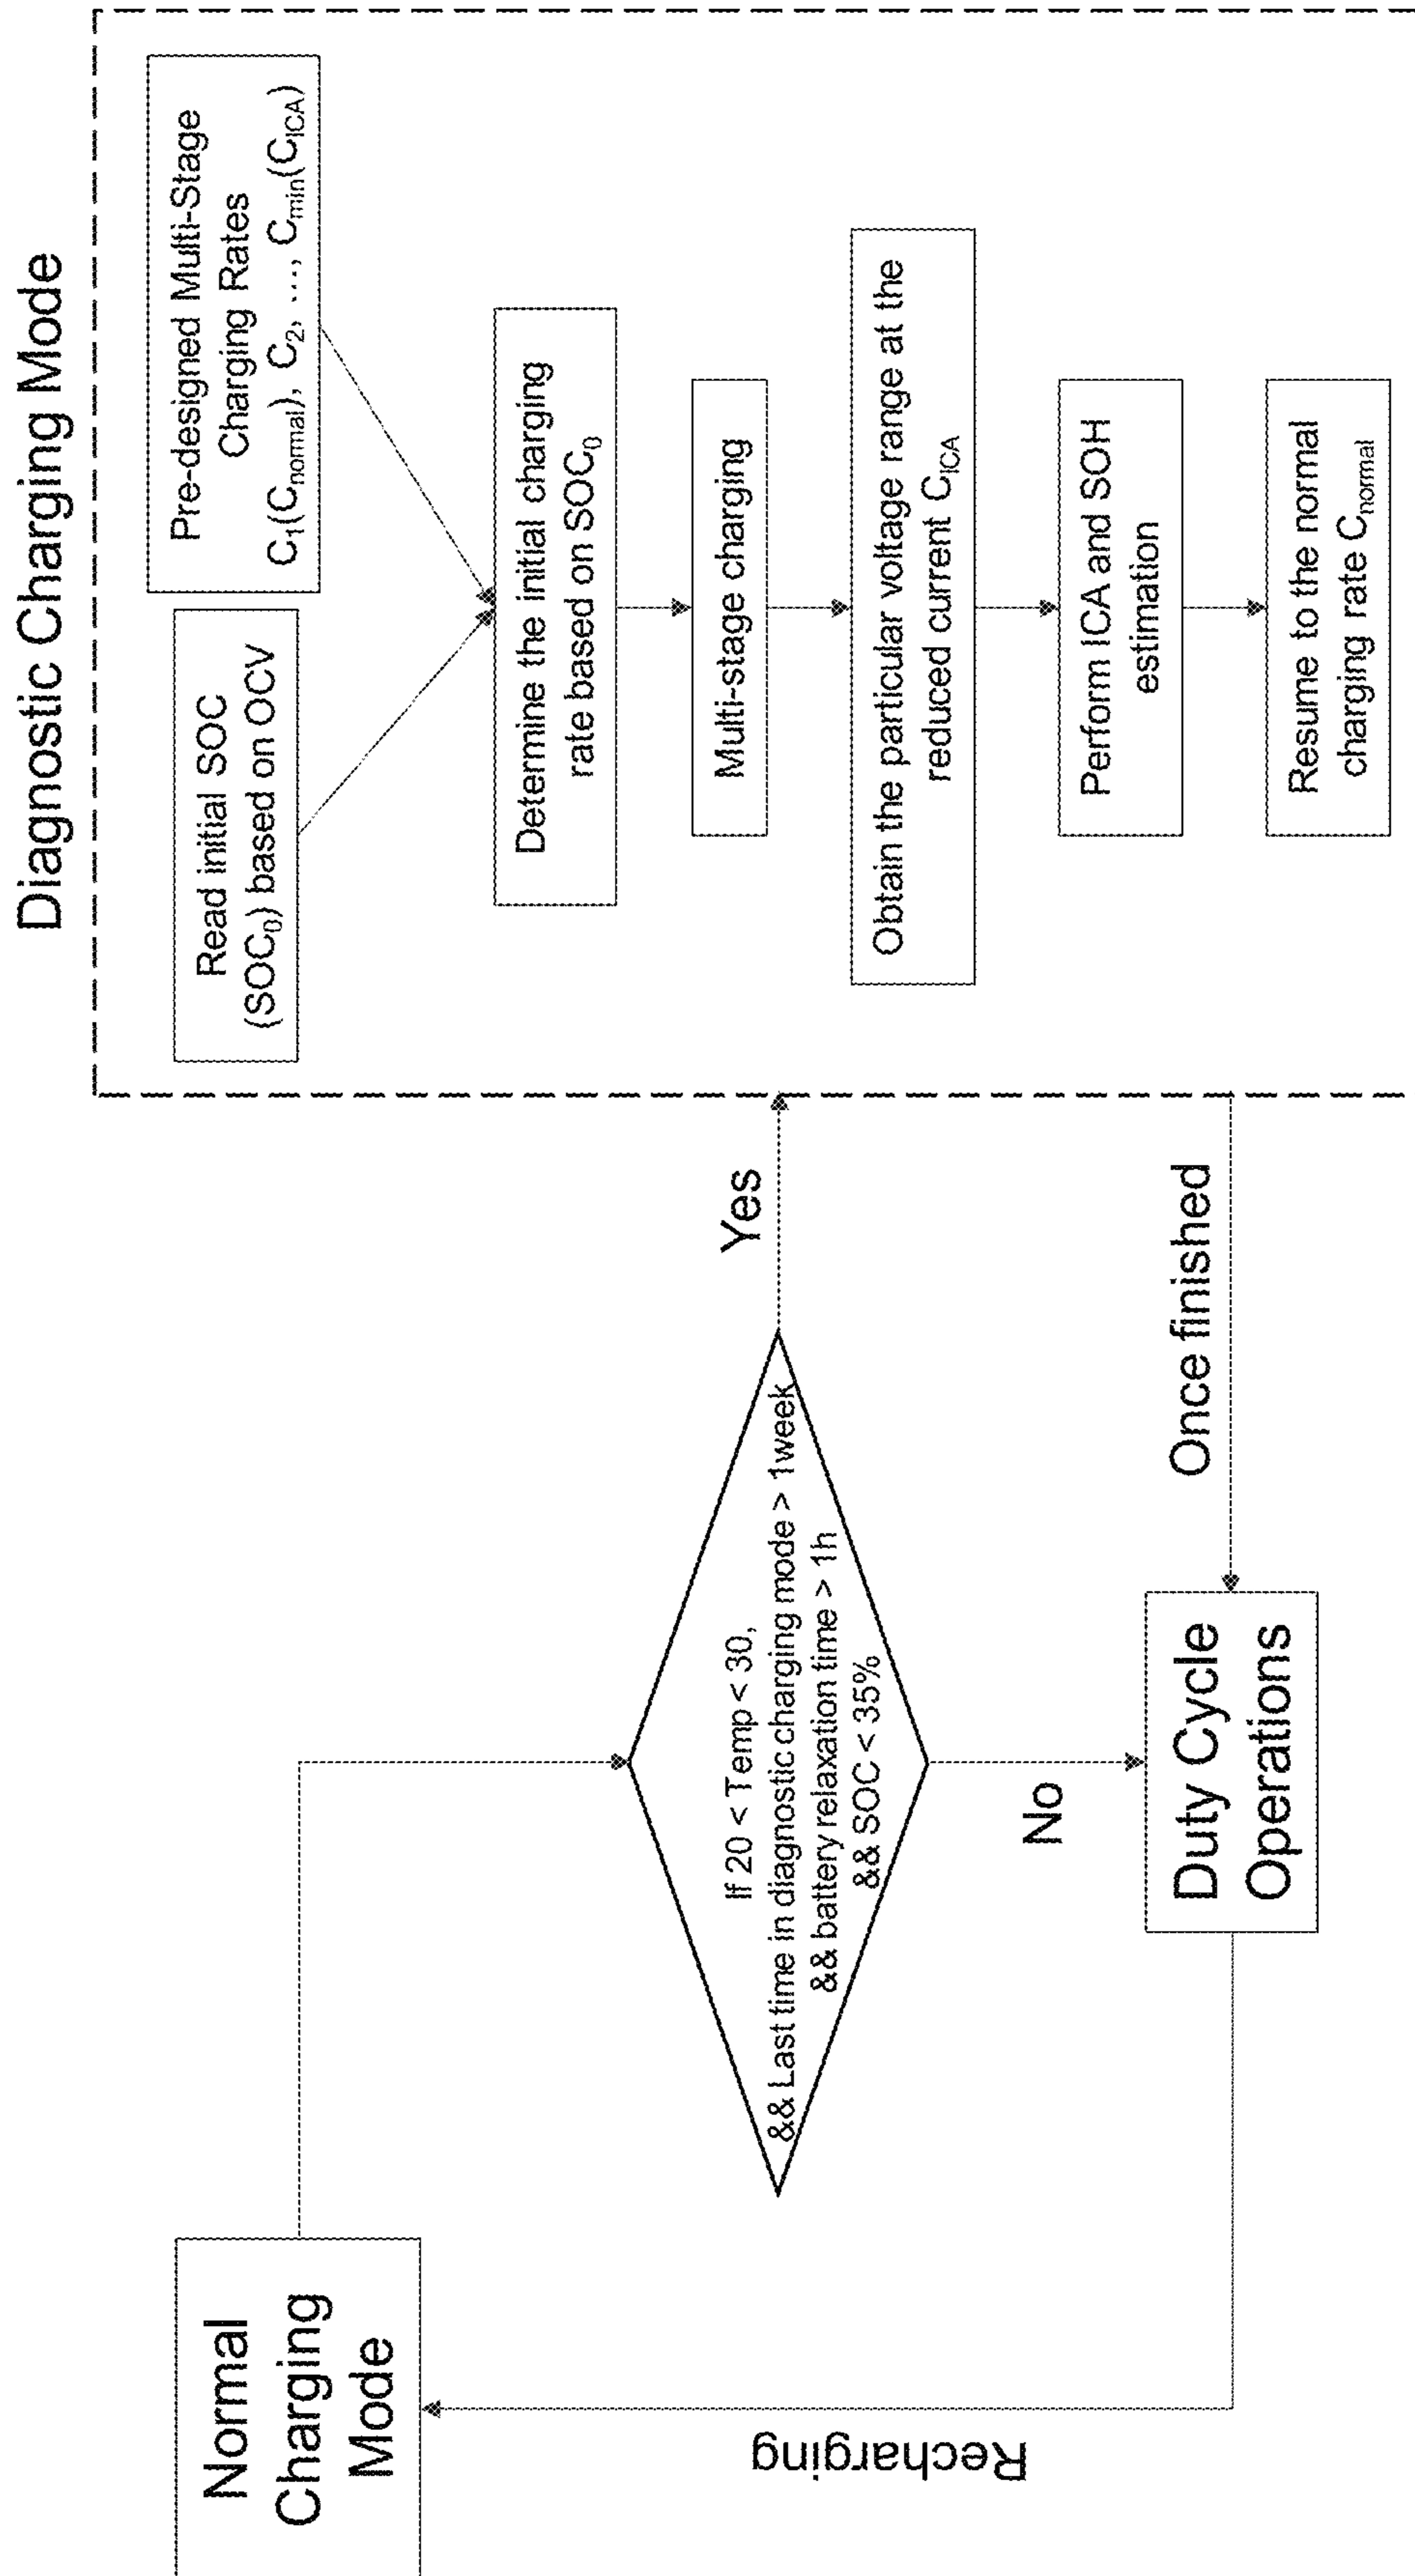 Normal
Charging
Mode
If 20 < Temp < 30,
&& Last time in diagnostic charging mode > 1week
&& battery relaxation time > 1h
&& SOC < 35%
Yes
No
Duty Cycle
Operations
Recharging
Once finished
Diagnostic Charging Mode
Read initial SOC
(SOC₀) based on OCV
Pre-designed Multi-Stage
Charging Rates
C₁(Cₙₒᵣₘₐₗ), C₂, ..., Cₘᵢₙ(C_ICA)
Determine the initial charging
rate based on SOC₀
Multi-stage charging
Obtain the particular voltage range at the
reduced current C_ICA
Perform ICA and SOH
estimation
Resume to the normal
charging rate Cₙₒᵣₘₐₗ